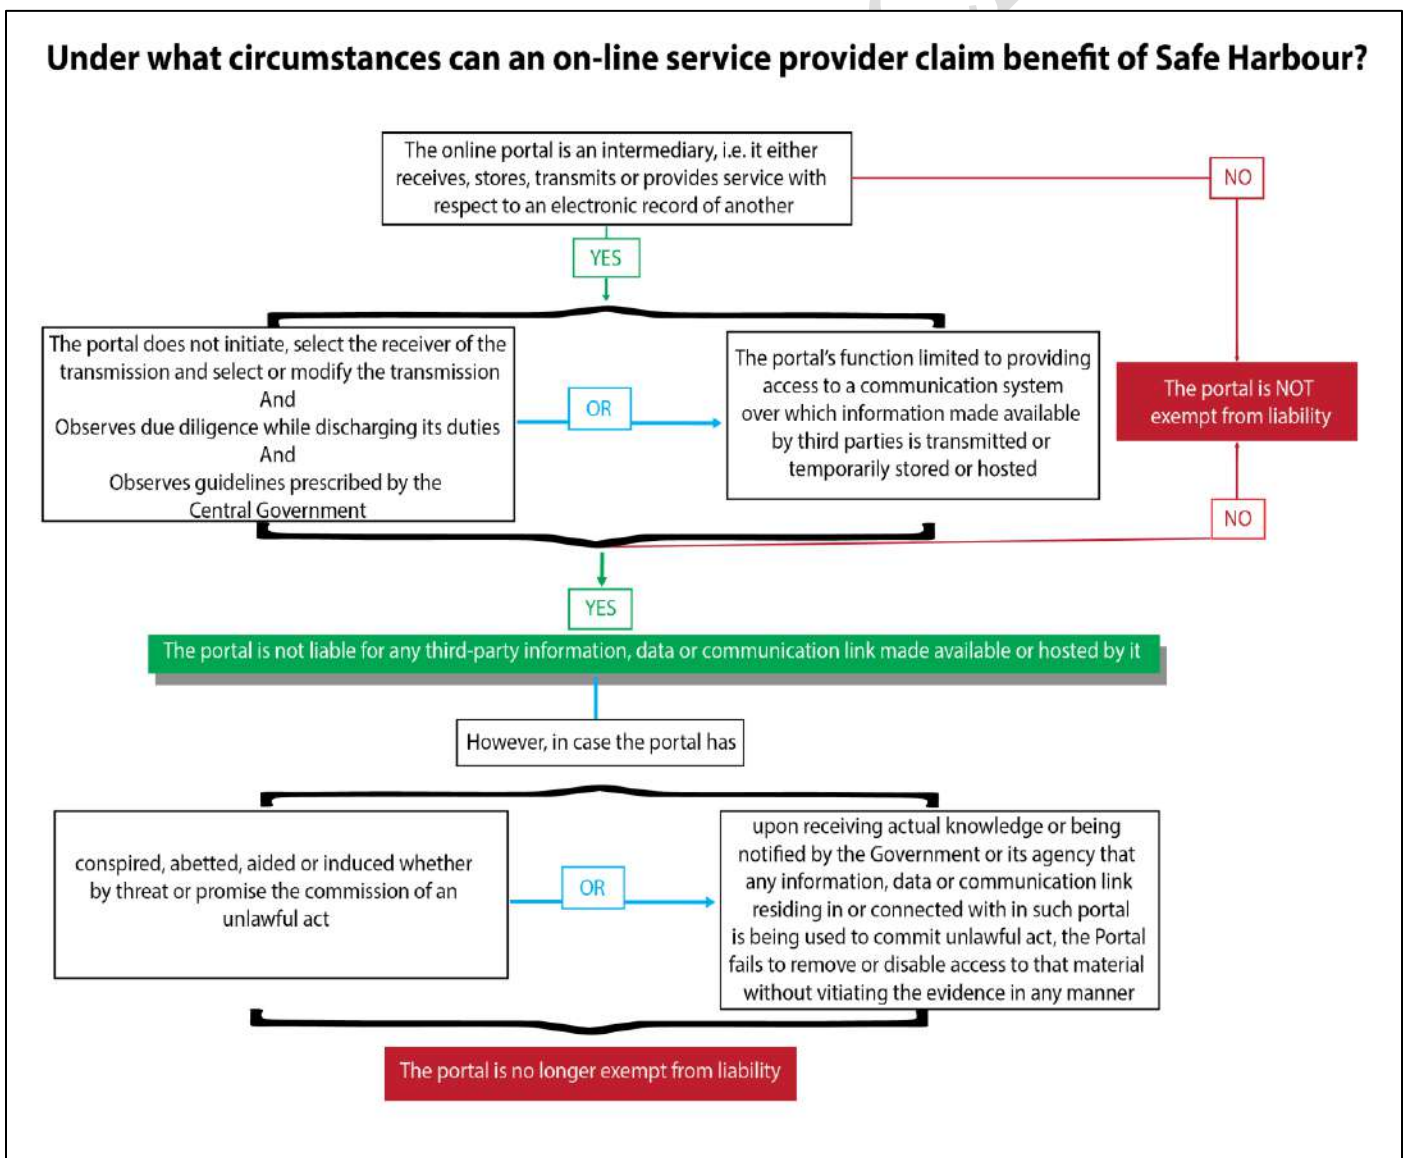 Under what circumstances can an on-line service provider claim benefit of Safe Harbour?
The online portal is an intermediary, i.e. it either
receives, stores, transmits or provides service with
respect to an electronic record of another
NO
YES
The portal does not initiate, select the receiver of the
transmission and select or modify the transmission
And
Observes due diligence while discharging its duties
And
Observes guidelines prescribed by the
Central Government
OR
The portal's function limited to providing
access to a communication system
over which information made available
by third parties is transmitted or
temporarily stored or hosted
The portal is NOT
exempt from liability
NO
YES
The portal is not liable for any third-party information, data or communication link made available or hosted by it
However, in case the portal has
conspired, abetted, aided or induced whether
by threat or promise the commission of an
unlawful act
OR
upon receiving actual knowledge or being
notified by the Government or its agency that
any information, data or communication link
residing in or connected with in such portal
is being used to commit unlawful act, the Portal
fails to remove or disable access to that material
without vitiating the evidence in any manner
The portal is no longer exempt from liability